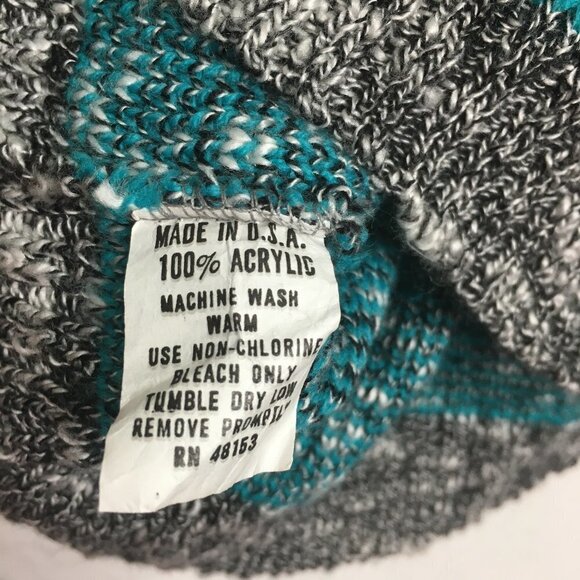 MADE IN U.S.A.
100% ACRYLIC
MACHINE WASH
WARM
USE NON-CHLORINE
BLEACH ONLY
TUMBLE DRY LOW
REMOVE PROMPTLY
RN 48153